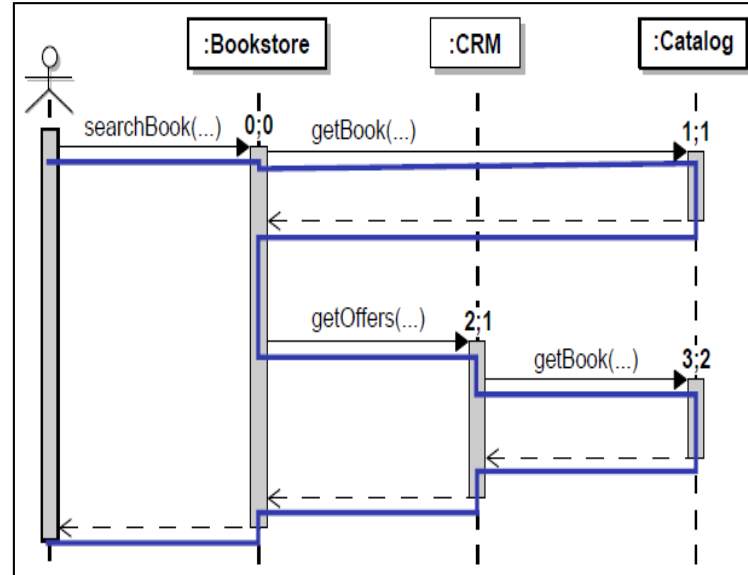 :Bookstore
:CRM
:Catalog
searchBook(...)
0;0
getBook(...)
1;1
getOffers(...)
2;1
getBook(...)
3;2